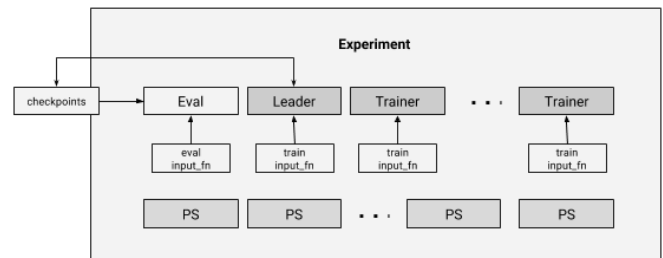 Experiment
checkpoints
Eval
Leader
Trainer
Trainer
eval
input_fn
train
input_fn
train
input_fn
train
input_fn
PS
PS
PS
PS